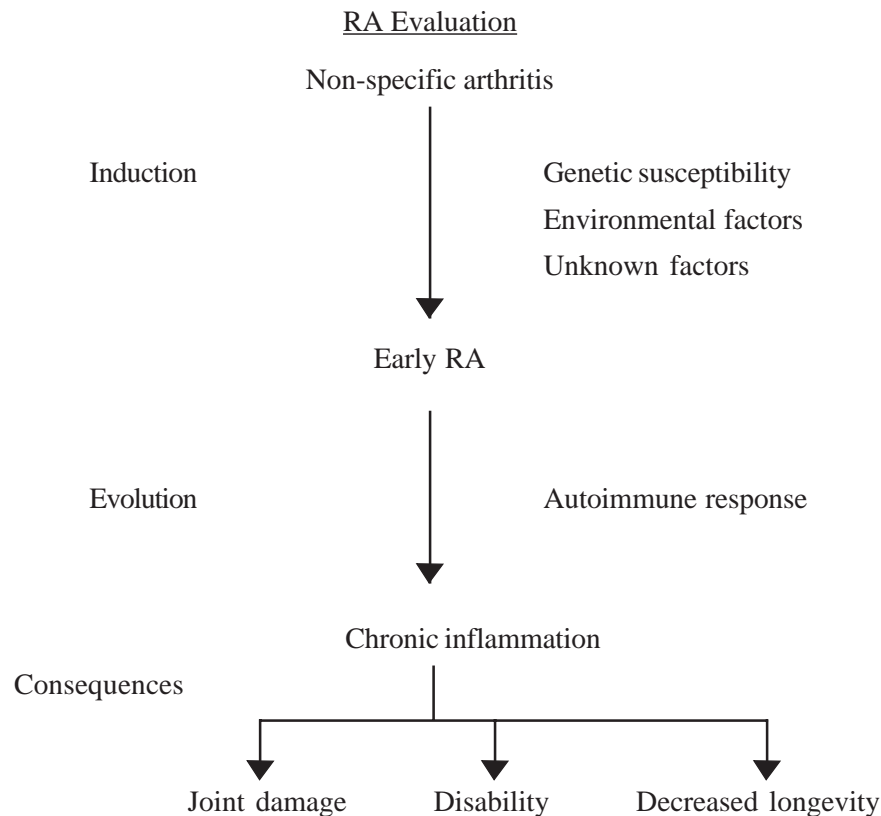 RA Evaluation
Non-specific arthritis
Induction
Genetic susceptibility
Environmental factors
Unknown factors
Early RA
Evolution
Autoimmune response
Chronic inflammation
Consequences
Joint damage
Disability
Decreased longevity